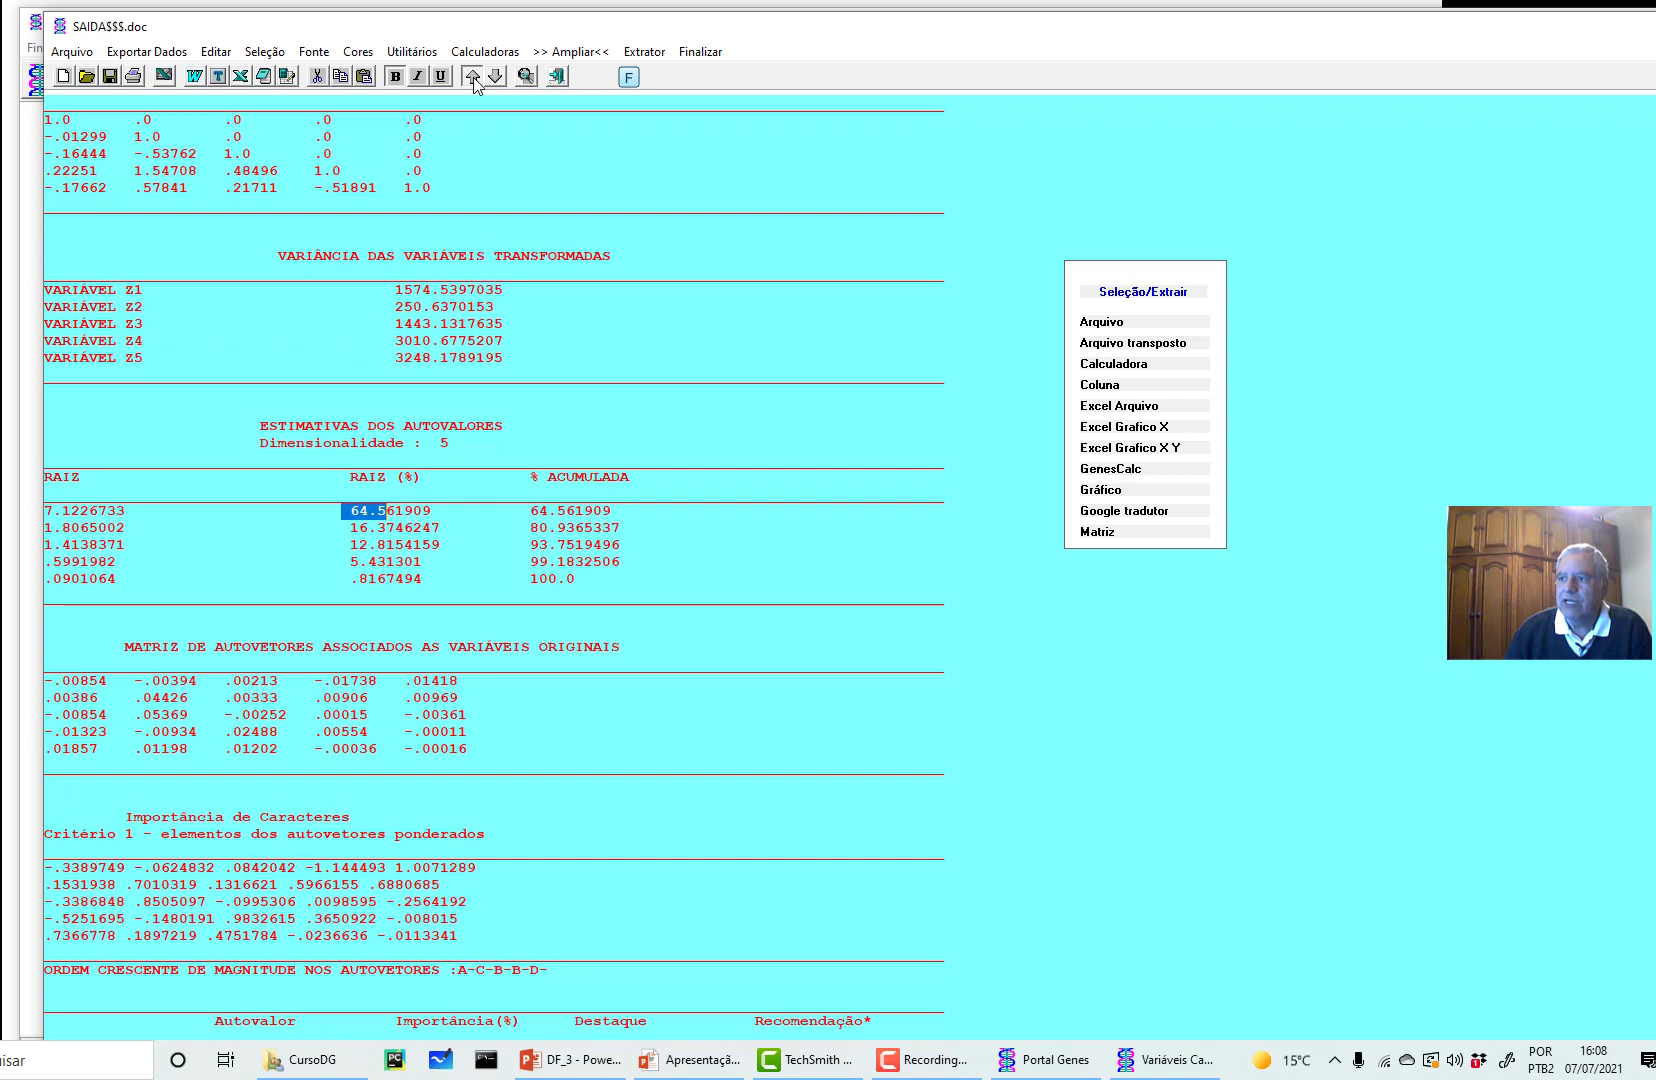 SAIDA$$$.doc
Fin
Arquivo Exportar Dados Editar Seleção Fonte Cores Utilitários Calculadoras >> Ampliar<< Extrator Finalizar
W T X B I U F
1.0 .0 .0 .0 .0
-.01299 1.0 .0 .0 .0
-.16444 -.53762 1.0 .0 .0
.22251 1.54708 .48496 1.0 .0
-.17662 .57841 .21711 -.51891 1.0
VARIÂNCIA DAS VARIÁVEIS TRANSFORMADAS
VARIÁVEL Z1 1574.5397035
VARIÁVEL Z2 250.6370153
VARIÁVEL Z3 1443.1317635
VARIÁVEL Z4 3010.6775207
VARIÁVEL Z5 3248.1789195
ESTIMATIVAS DOS AUTOVALORES
Dimensionalidade : 5
RAIZ RAIZ (%) % ACUMULADA
7.1226733 64.561909 64.561909
1.8065002 16.3746247 80.9365337
1.4138371 12.8154159 93.7519496
.5991982 5.431301 99.1832506
.0901064 .8167494 100.0
MATRIZ DE AUTOVETORES ASSOCIADOS AS VARIÁVEIS ORIGINAIS
-.00854 -.00394 .00213 -.01738 .01418
.00386 .04426 .00333 .00906 .00969
-.00854 .05369 -.00252 .00015 -.00361
-.01323 -.00934 .02488 .00554 -.00011
.01857 .01198 .01202 -.00036 -.00016
Importância de Caracteres
Critério 1 - elementos dos autovetores ponderados
-.3389749 -.0624832 .0842042 -1.144493 1.0071289
.1531938 .7010319 .1316621 .5966155 .6880685
-.3386848 .8505097 -.0995306 .0098595 -.2564192
-.5251695 -.1480191 .9832615 .3650922 -.008015
.7366778 .1897219 .4751784 -.0236636 -.0113341
ORDEM CRESCENTE DE MAGNITUDE NOS AUTOVETORES :A-C-B-B-D-
Autovalor Importância(%) Destaque Recomendação*
Seleção/Extrair
Arquivo
Arquivo transposto
Calculadora
Coluna
Excel Arquivo
Excel Grafico X
Excel Grafico X Y
GenesCalc
Gráfico
Google tradutor
Matriz
uisar CursoDG PC DF_3 - Powe... Apresentaçã... TechSmith ... Recording... Portal Genes Variáveis Ca... 15°C POR 16:08
PTB2 07/07/2021